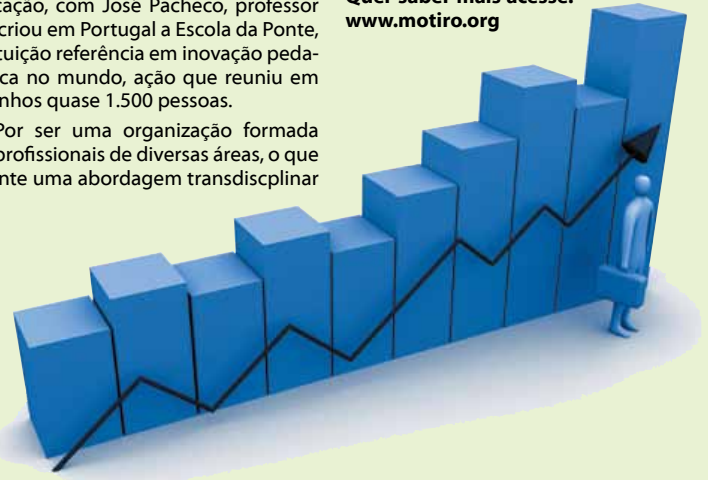 cação, com José Pacheco, professor
criou em Portugal a Escola da Ponte,
tuição referência em inovação peda-
ca no mundo, ação que reuniu em
nhos quase 1.500 pessoas.
Por ser uma organização formada
profissionais de diversas áreas, o que
nte uma abordagem transdiscplinar
Quer saber mais acesse:
www.motiro.org